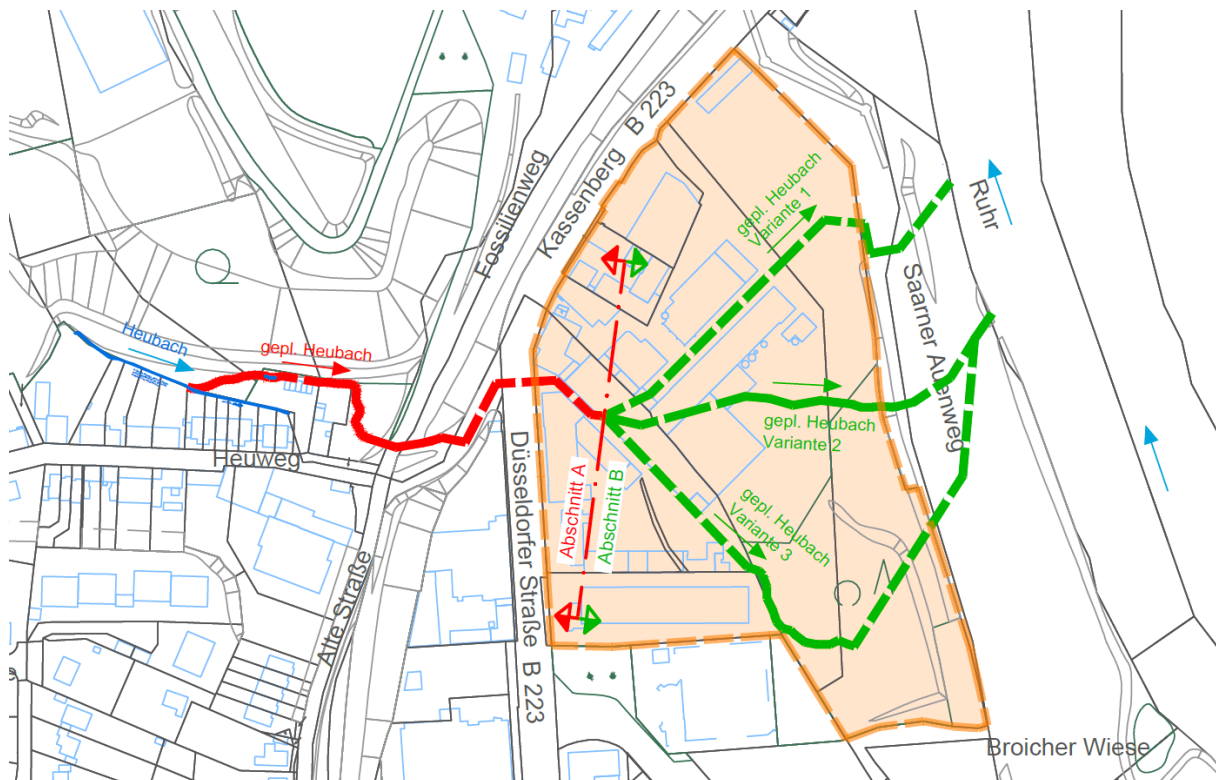 Kassenberg B 223
Fossilienweg
gepl. Heubach
Variante 1
Ruhr
Saarner Auenweg
Heubach
gepl. Heubach
gepl. Heubach
Variante 2
Heuweg
Düsseldorfer Straße B 223
Abschnitt A
Abschnitt B
gepl. Heubach
Variante 3
Alte Straße
Broicher Wiese